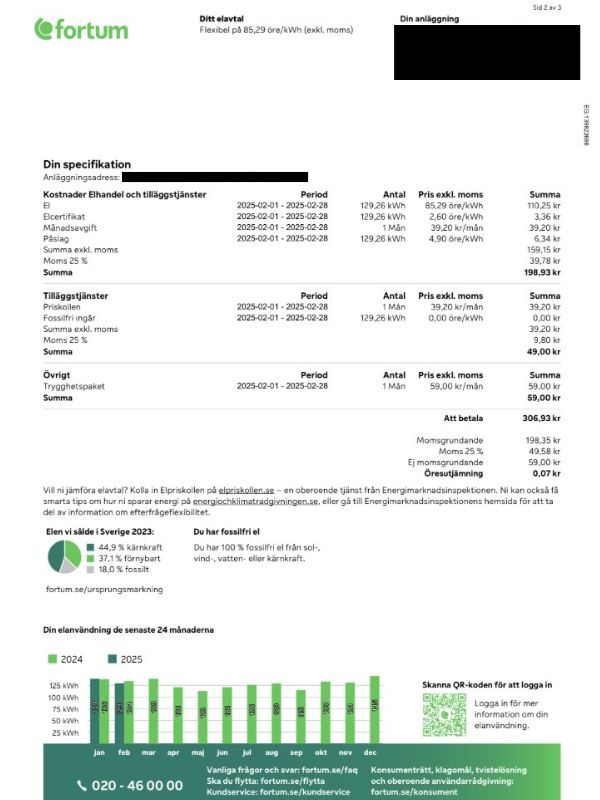 Sid 2 av 3
fortum
Ditt elavtal
Flexibel på 85,29 öre/kWh (exkl. moms)
Din anläggning
Din specifikation
Anläggningsadress:
Kostnader Elhandel och tilläggstjänster Period Antal Pris exkl. moms Summa
El 2025-02-01 - 2025-02-28 129,26 kWh 85,29 öre/kWh 110,25 kr
Elcertifikat 2025-02-01 - 2025-02-28 129,26 kWh 2,60 öre/kWh 3,36 kr
Månadsavgift 2025-02-01 - 2025-02-28 1 Mån 39,20 kr/mån 39,20 kr
Påslag 2025-02-01 - 2025-02-28 129,26 kWh 4,90 öre/kWh 6,34 kr
Summa exkl. moms 159,15 kr
Moms 25 % 39,78 kr
Summa 198,93 kr
Tilläggstjänster Period Antal Pris exkl. moms Summa
Priskollen 2025-02-01 - 2025-02-28 1 Mån 39,20 kr/mån 39,20 kr
Fossilfri ingår 2025-02-01 - 2025-02-28 129,26 kWh 0,00 öre/kWh 0,00 kr
Summa exkl. moms 39,20 kr
Moms 25 % 9,80 kr
Summa 49,00 kr
Övrigt Period Antal Pris exkl. moms Summa
Trygghetspaket 2025-02-01 - 2025-02-28 1 Mån 59,00 kr/mån 59,00 kr
Summa 59,00 kr
Att betala 306,93 kr
Momsgrundande 198,35 kr
Moms 25 % 49,58 kr
Ej momsgrundande 59,00 kr
Öresutjämning 0,07 kr
Vill ni jämföra elavtal? Kolla in Elpriskollen på elpriskollen.se – en oberoende tjänst från Energimarknadsinspektionen. Ni kan också få
smarta tips om hur ni sparar energi på energiochklimatradgivningen.se, eller gå till Energimarknadsinspektionens hemsida för att ta
del av information om efterfrågeflexibilitet.
Elen vi sålde i Sverige 2023:
44,9 % kärnkraft
37,1 % förnybart
18,0 % fossilt
fortum.se/ursprungsmarkning
Du har fossilfri el
Du har 100 % fossilfri el från sol-,
vind-, vatten- eller kärnkraft.
Din elanvändning de senaste 24 månaderna
2024 2025
125 kWh
100 kWh
75 kWh
50 kWh
25 kWh
jan feb mar apr maj jun jul aug sep okt nov dec
Skanna QR-koden för att logga in
Logga in för mer
information om din
elanvändning.
020 - 46 00 00
Vanliga frågor och svar: fortum.se/faq
Ska du flytta: fortum.se/flytta
Kundservice: fortum.se/kundservice
Konsumenträtt, klagomål, tvistelösning
och oberoende användarrådgivning:
fortum.se/konsument